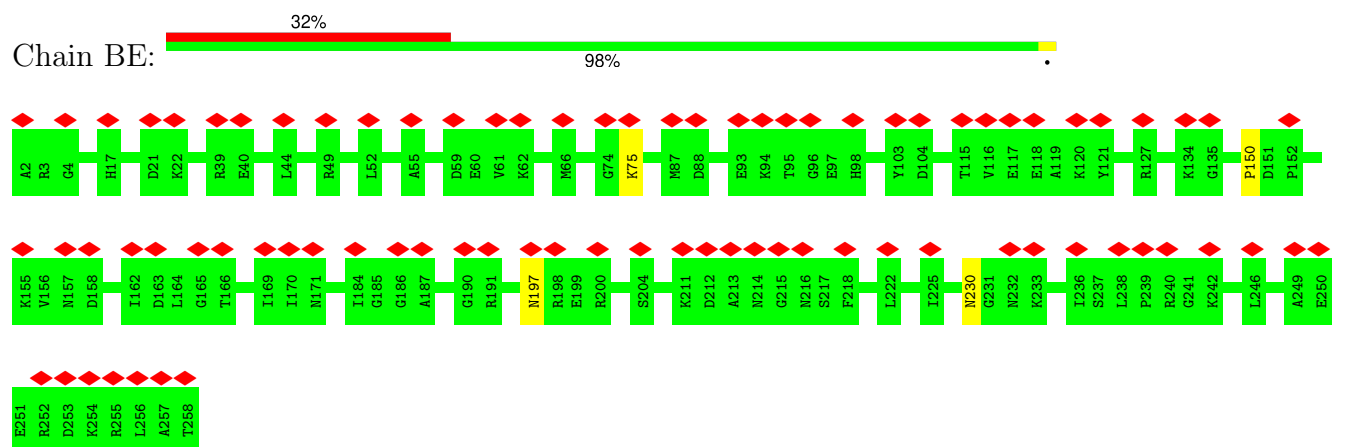 32%
Chain BE:
98%
•
A2 R3 G4 H17 D21 K22 R39 E40 L44 R49 L52 A55 D59 E60 V61 K62 M66 G74 K75 M87 D88 E93 K94 T95 G96 E97 H98 Y103 D104 T115 V116 E117 E118 A119 K120 Y121 R127 K134 G135 P150 D151 P152
K155 V156 N157 D158 I162 D163 L164 G165 T166 I169 I170 N171 I184 G185 G186 A187 G190 R191 N197 R198 E199 R200 S204 K211 D212 A213 N214 G215 N216 S217 F218 L222 I225 N230 G231 N232 K233 I236 S237 L238 P239 R240 G241 K242 L246 A249 E250
E251 R252 D253 K254 R255 L256 A257 T258